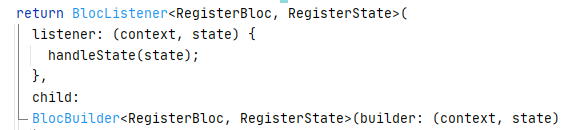 return BlocListener<RegisterBloc, RegisterState>(
listener: (context, state) {
handleState(state);
},
child:
BlocBuilder<RegisterBloc, RegisterState>(builder: (context, state)